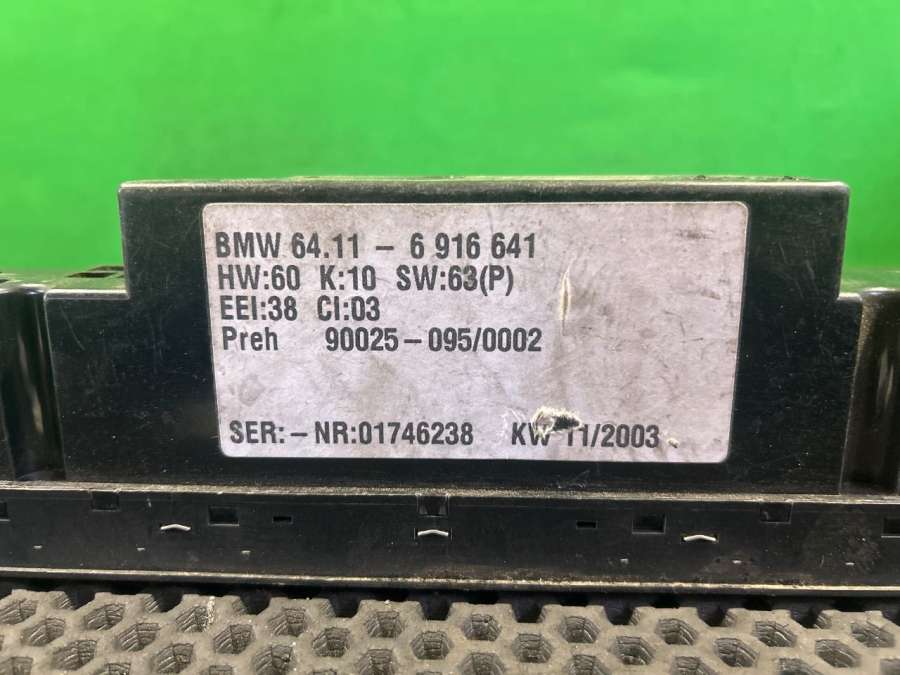 BMW 64.11 – 6 916 641
HW:60 K:10 SW:63(P)
EEI:38 CI:03
Preh 90025–095/0002
SER:–NR:01746238 KW 11/2003